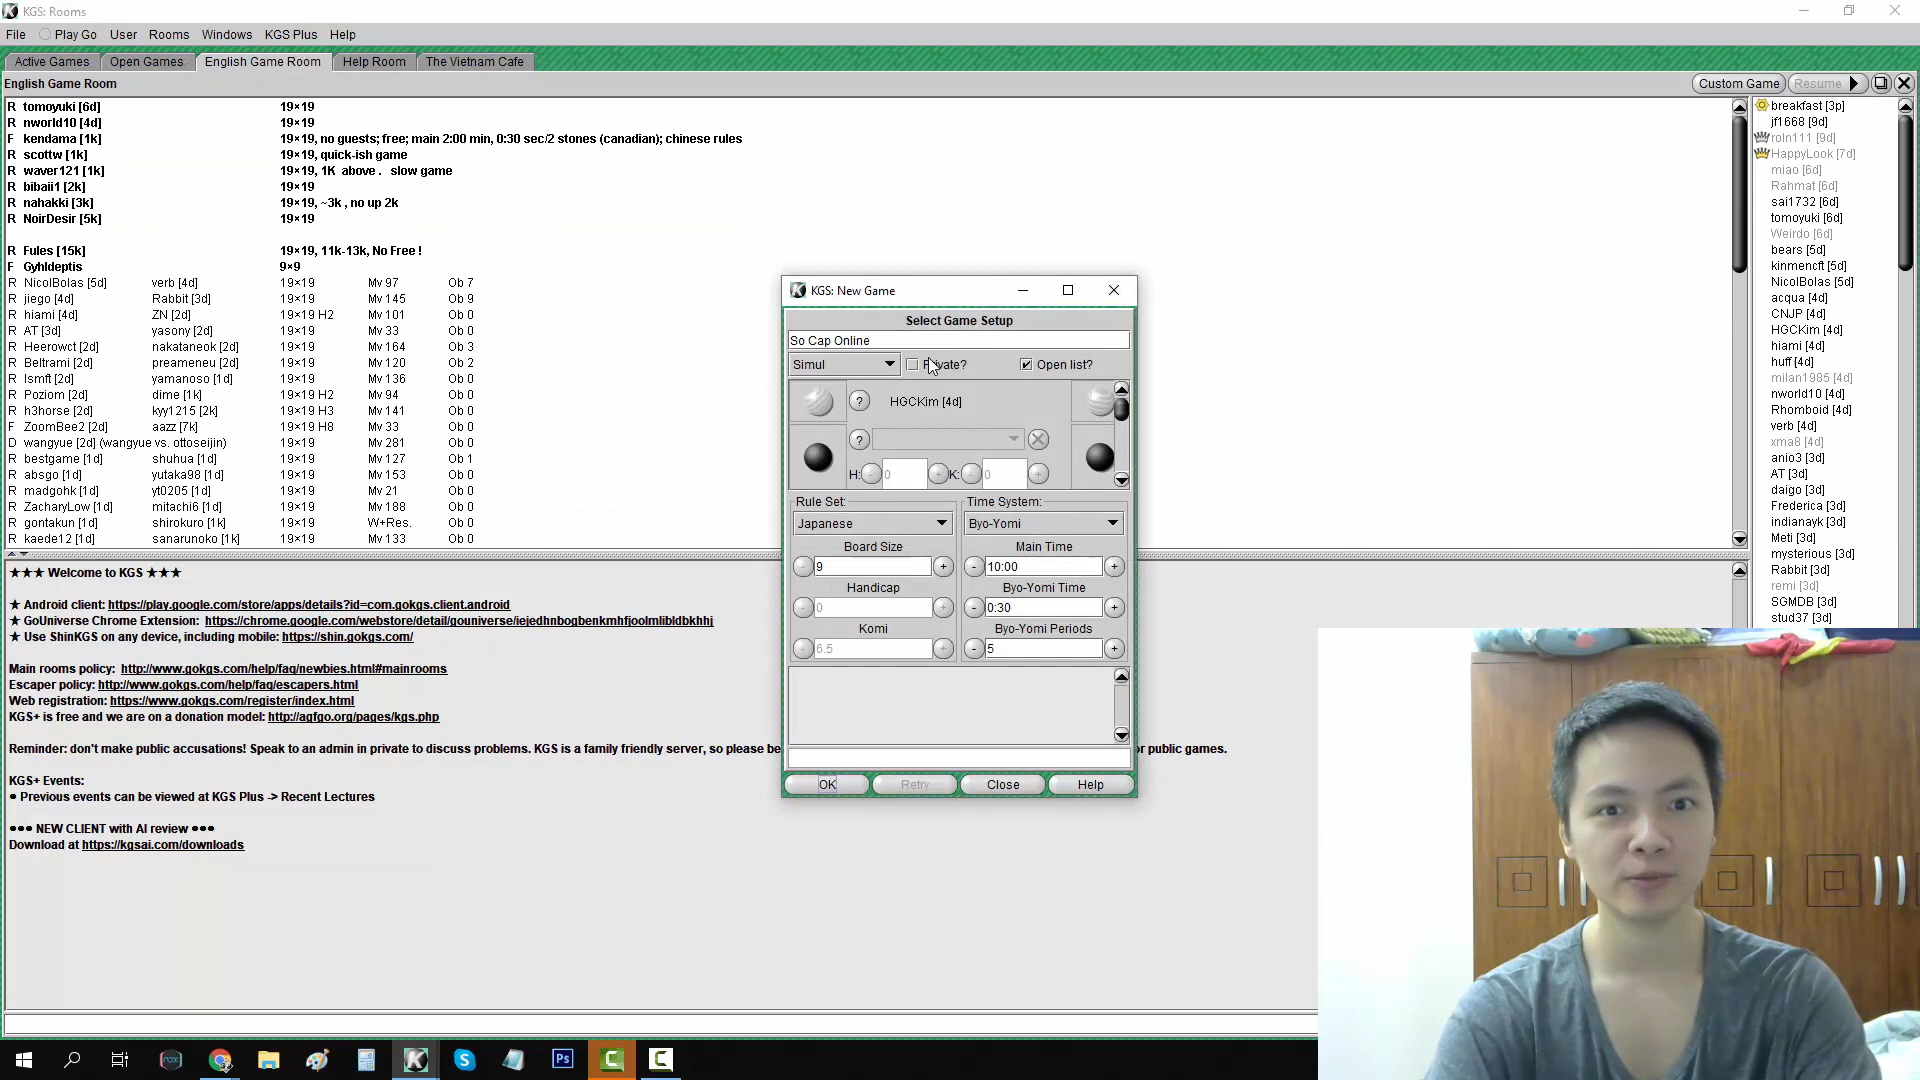 KGS: Rooms
File Play Go User Rooms Windows KGS Plus Help
Active Games Open Games English Game Room Help Room The Vietnam Cafe
English Game Room Custom Game Resume
R tomoyuki [6d] 19×19
R nworld10 [4d] 19×19
F kendama [1k] 19×19, no guests; free; main 2:00 min, 0:30 sec/2 stones (canadian); chinese rules
R scottw [1k] 19×19, quick-ish game
R waver121 [1k] 19×19, 1K above . slow game
R bibaii1 [2k] 19×19
R nahakki [3k] 19×19, ~3k , no up 2k
R NoirDesir [5k] 19×19
R Fules [15k] 19×19, 11k-13k, No Free !
F Gyhldeptis 9×9
R NicolBolas [5d] verb [4d] 19×19 Mv 97 Ob 7
R jiego [4d] Rabbit [3d] 19×19 Mv 145 Ob 9
R hiami [4d] ZN [2d] 19×19 H2 Mv 101 Ob 0
R AT [3d] yasony [2d] 19×19 Mv 33 Ob 0
R Heerowct [2d] nakataneok [2d] 19×19 Mv 36 Ob 3
R Beltrami [2d] preameneu [2d] 19×19 Mv 120 Ob 2
R lsmft [2d] yamanoso [1d] 19×19 Mv 136 Ob 0
R Poziom [2d] dime [1k] 19×19 H2 Mv 94 Ob 0
R h3horse [2d] kyy1215 [2k] 19×19 H3 Mv 141 Ob 0
F ZoomBee2 [2d] aazz [7k] 19×19 H8 Mv 33 Ob 0
D wangyue [2d] (wangyue vs. ottoseijin) 19×19 Mv 281 Ob 0
R bestgame [1d] shuhua [1d] 19×19 Mv 127 Ob 1
R absgo [1d] yutaka98 [1d] 19×19 Mv 153 Ob 0
R madgohk [1d] yt0205 [1d] 19×19 Mv 21 Ob 0
R ZacharyLow [1d] mitachi6 [1d] 19×19 Mv 188 Ob 0
R gontakun [1d] shirokuro [1k] 19×19 W+Res. Ob 0
R kaede12 [1d] sanarunoko [1k] 19×19 Mv 133 Ob 0
breakfast [3p]
jf1668 [9d]
roln111 [9d]
HappyLook [7d]
miao [6d]
Rahmat [6d]
sai1732 [6d]
tomoyuki [6d]
Weirdo [6d]
bears [5d]
kinmencft [5d]
NicolBolas [5d]
acqua [4d]
CNJP [4d]
HGCKim [4d]
hiami [4d]
huff [4d]
milan1985 [4d]
nworld10 [4d]
Rhomboid [4d]
verb [4d]
xma8 [4d]
anio3 [3d]
AT [3d]
daigo [3d]
Frederica [3d]
indianayk [3d]
Meti [3d]
mysterious [3d]
Rabbit [3d]
remi [3d]
SGMDB [3d]
stud37 [3d]
KGS: New Game
Select Game Setup
So Cap Online
Simul Open list?
? HGCKim [4d]
?
H: - 0 + K: - 0 +
Rule Set: Time System:
Japanese Byo-Yomi
Board Size Main Time
- 9 + - 10:00 +
Handicap Byo-Yomi Time
- 0 + - 0:30 +
Komi Byo-Yomi Periods
- 6.5 + - 5 +
OK Retry Close Help
★★★ Welcome to KGS ★★★
★ Android client: https://play.google.com/store/apps/details?id=com.gokgs.client.android
★ GoUniverse Chrome Extension: https://chrome.google.com/webstore/detail/gouniverse/iejedhnbogbenkmhfjoolmlibldbkhhj
★ Use ShinKGS on any device, including mobile: https://shin.gokgs.com/
Main rooms policy: http://www.gokgs.com/help/faq/newbies.html#mainrooms
Escaper policy: http://www.gokgs.com/help/faq/escapers.html
Web registration: http://www.gokgs.com/register/index.html
KGS+ is free and we are on a donation model: http://agfgo.org/pages/kgs.php
Reminder: don't make public accusations! Speak to an admin in private to discuss problems. KGS is a family friendly server, so please be or public games.
KGS+ Events:
● Previous events can be viewed at KGS Plus -> Recent Lectures
●●● NEW CLIENT with AI review ●●●
Download at https://kgsai.com/downloads